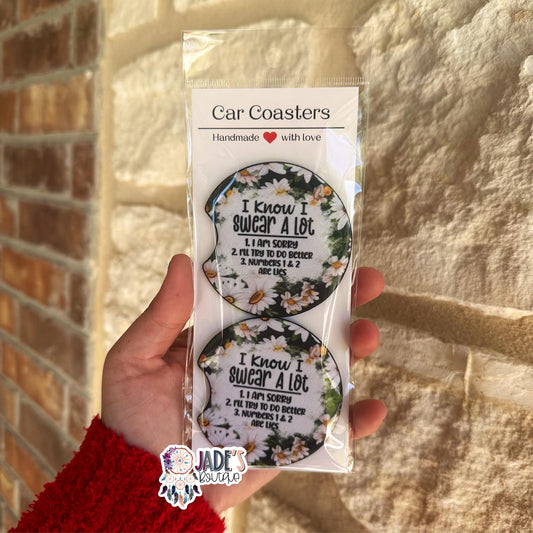 Car Coasters
Handmade ❤ with love
I Know I
Swear A Lot
1. I am sorry
2. I'll try to do better
3. Numbers 1 & 2
are lies
I Know I
Swear A Lot
1. I am sorry
2. I'll try to do better
3. Numbers 1 & 2
are lies
JADE'S
Boutique